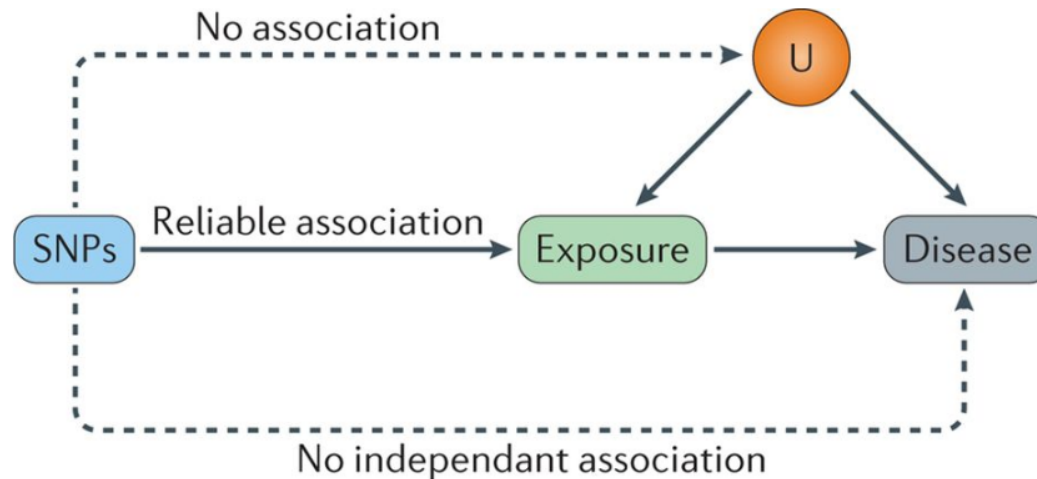 No association
U
Reliable association
SNPs
Exposure
Disease
No independant association